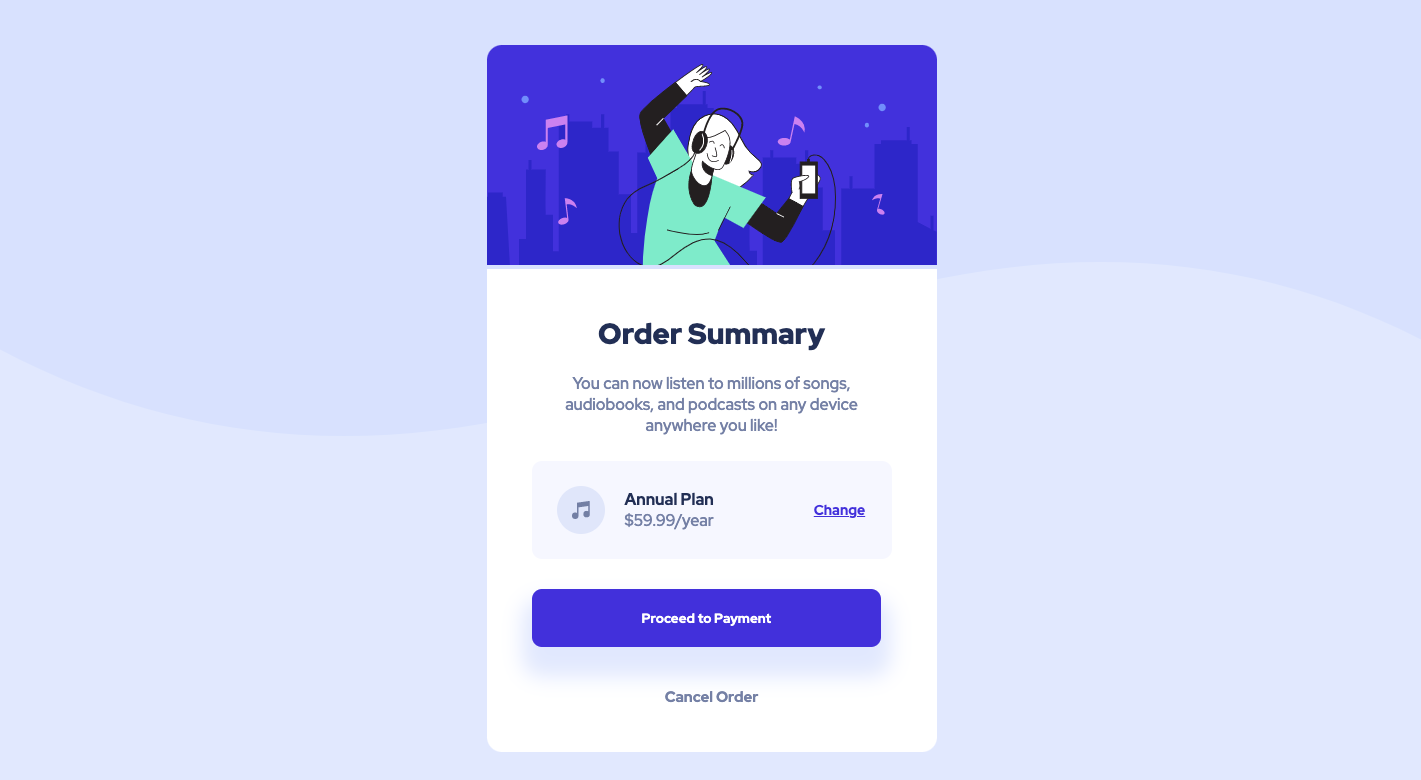 Order Summary
You can now listen to millions of songs,
audiobooks, and podcasts on any device
anywhere you like!
Annual Plan
$59.99/year
Change
Proceed to Payment
Cancel Order